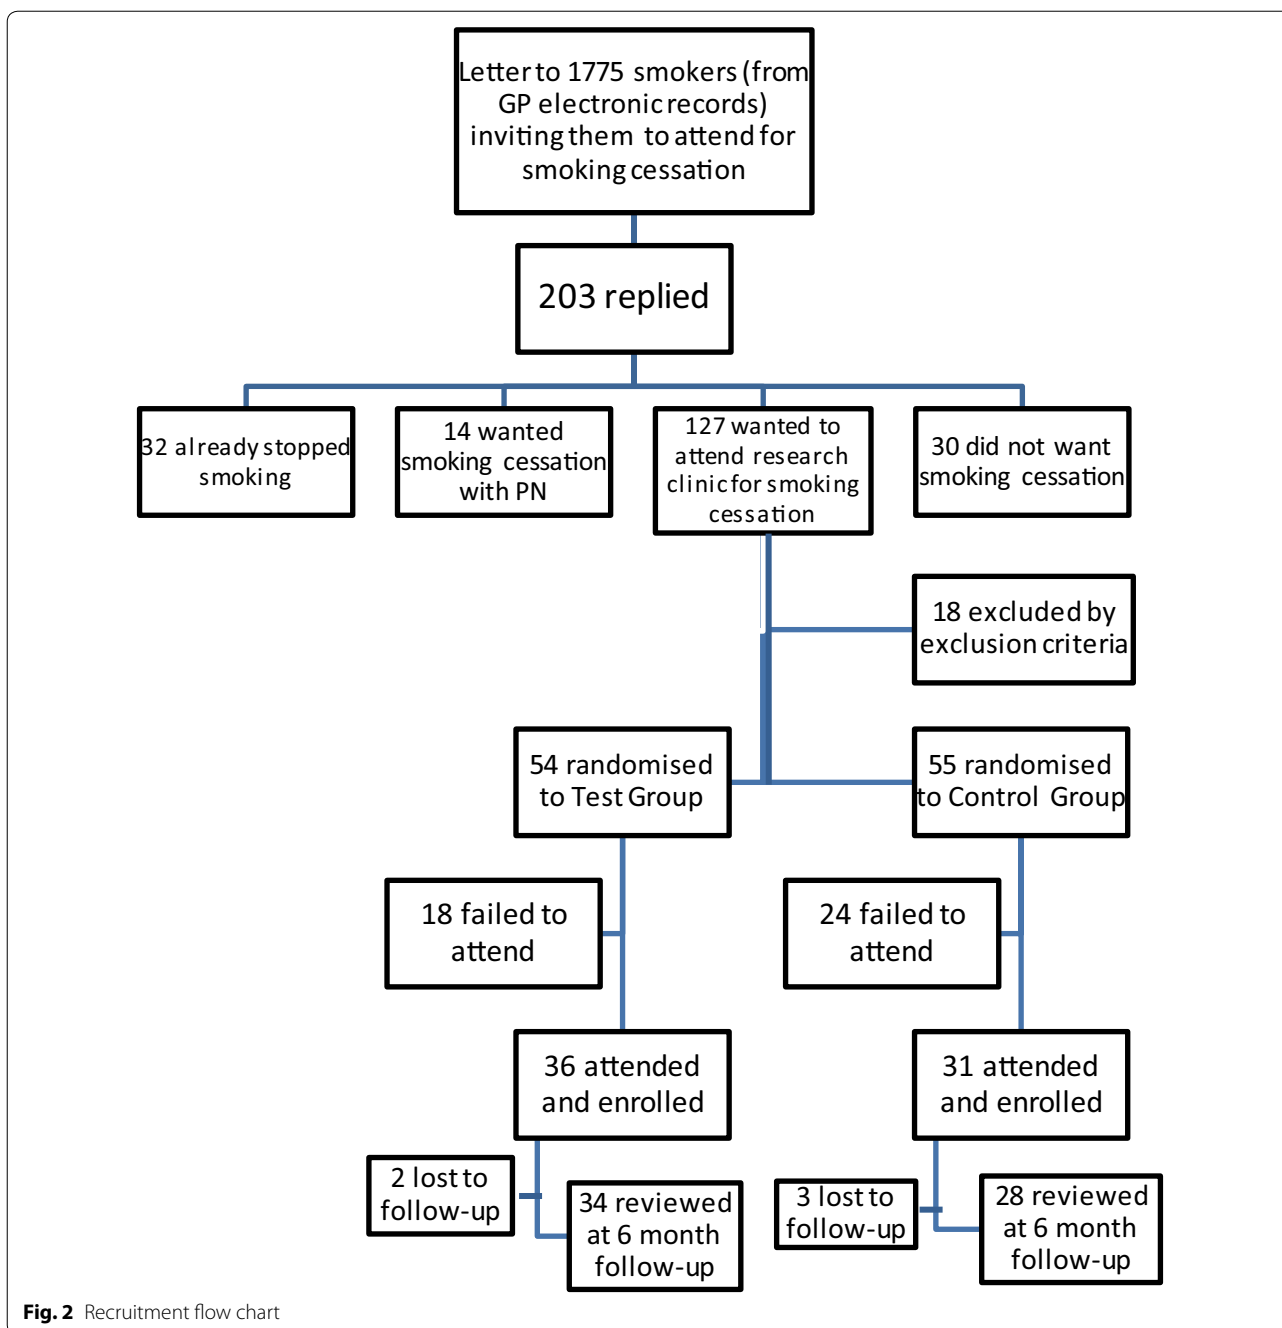 Letter to 1775 smokers (from
GP electronic records)
inviting them to attend for
smoking cessation
203 replied
32 already stopped
smoking
14 wanted
smoking cessation
with PN
127 wanted to
attend research
clinic for smoking
cessation
30 did not want
smoking cessation
18 excluded by
exclusion criteria
54 randomised
to Test Group
55 randomised
to Control Group
18 failed to
attend
24 failed to
attend
36 attended
and enrolled
31 attended
and enrolled
2 lost to
follow-up
34 reviewed
at 6 month
follow-up
3 lost to
follow-up
28 reviewed
at 6 month
follow-up
Fig. 2 Recruitment flow chart